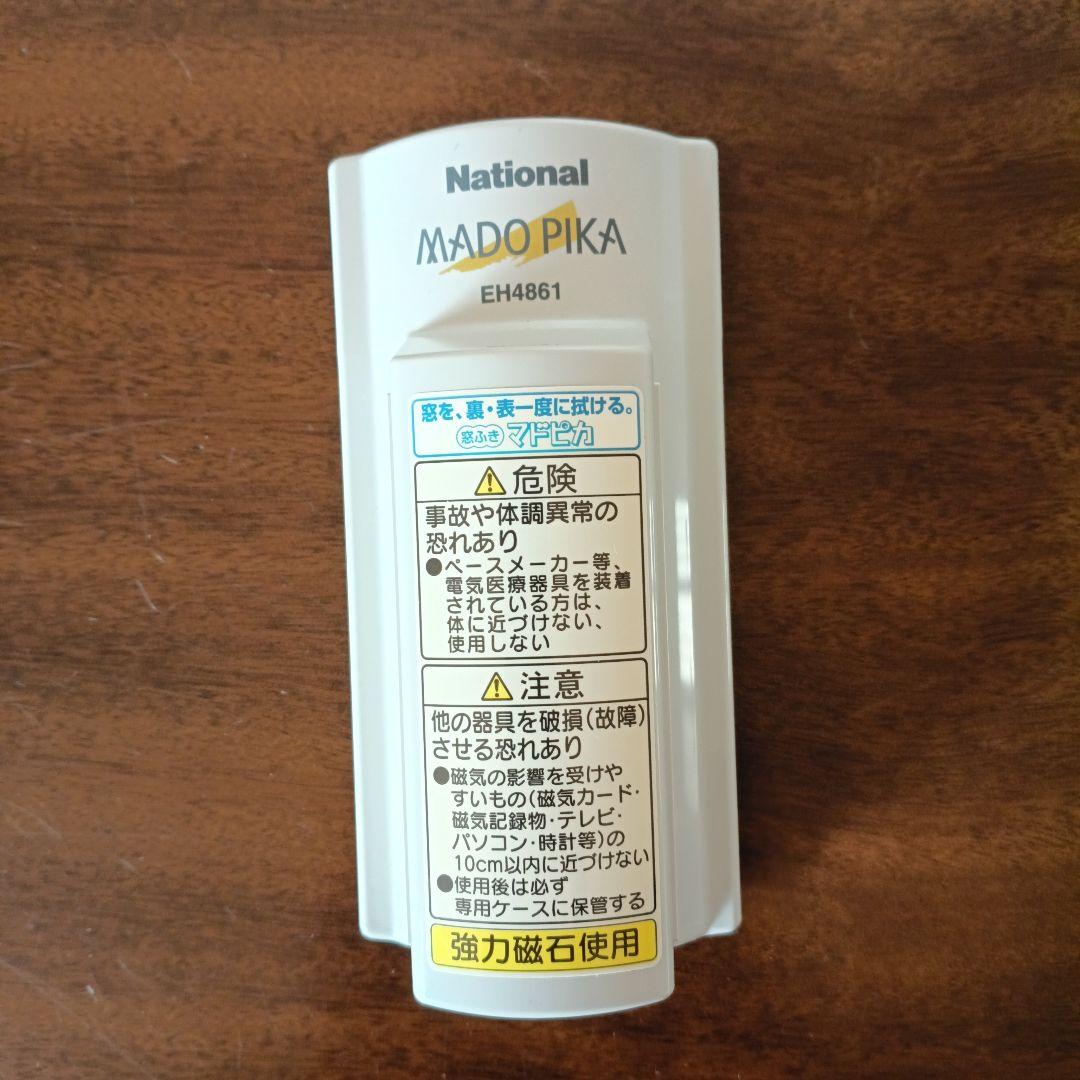 National
MADO PIKA
EH4861
窓を、裏・表一度に拭ける。
窓ふき マドピカ
⚠ 危険
事故や体調異常の
恐れあり
●ペースメーカー等、
電気医療器具を装着
されている方は、
体に近づけない、
使用しない
⚠ 注意
他の器具を破損(故障)
させる恐れあり
●磁気の影響を受けや
すいもの(磁気カード・
磁気記録物・テレビ・
パソコン・時計等)の
10cm以内に近づけない
●使用後は必ず
専用ケースに保管する
強力磁石使用